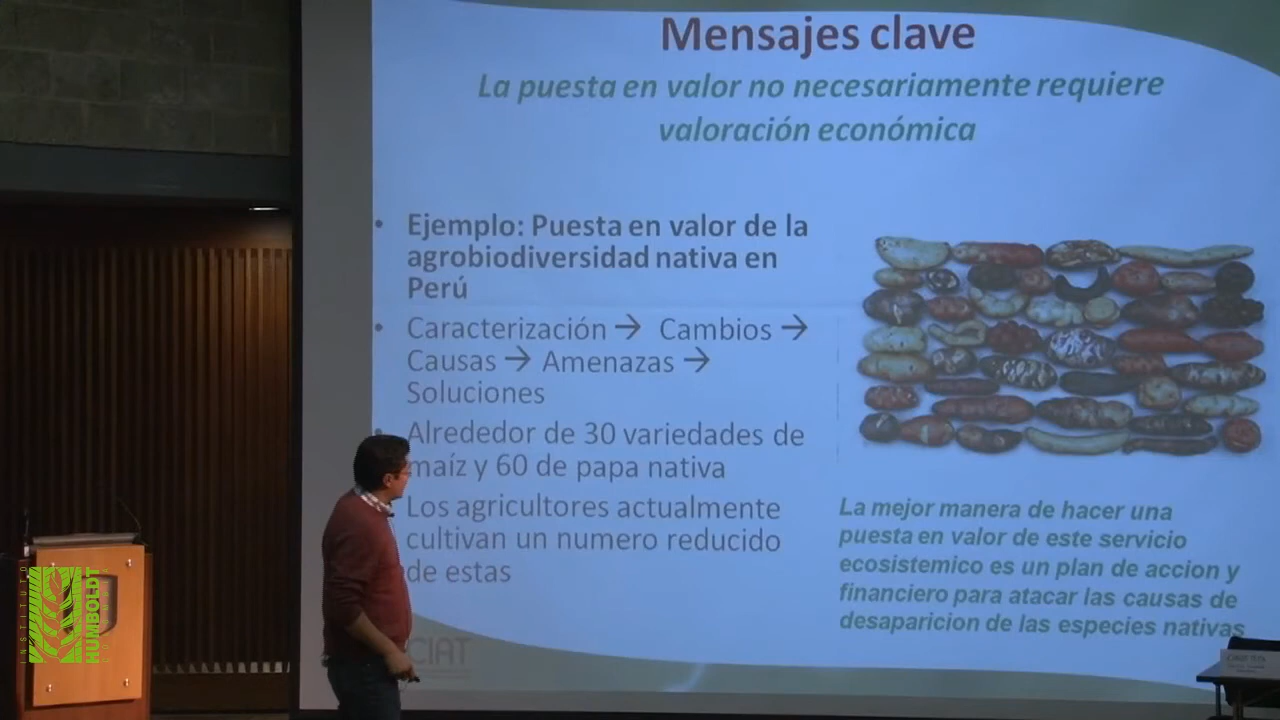 Mensajes clave
La puesta en valor no necesariamente requiere
valoración económica
• Ejemplo: Puesta en valor de la
agrobiodiversidad nativa en
Perú
• Caracterización → Cambios →
Causas → Amenazas →
Soluciones
• Alrededor de 30 variedades de
maíz y 60 de papa nativa
Los agricultores actualmente
cultivan un numero reducido
de estas
La mejor manera de hacer una
puesta en valor de este servicio
ecosistemico es un plan de accion y
financiero para atacar las causas de
desaparicion de las especies nativas
CIAT
INSTITUTO
HUMBOLDT